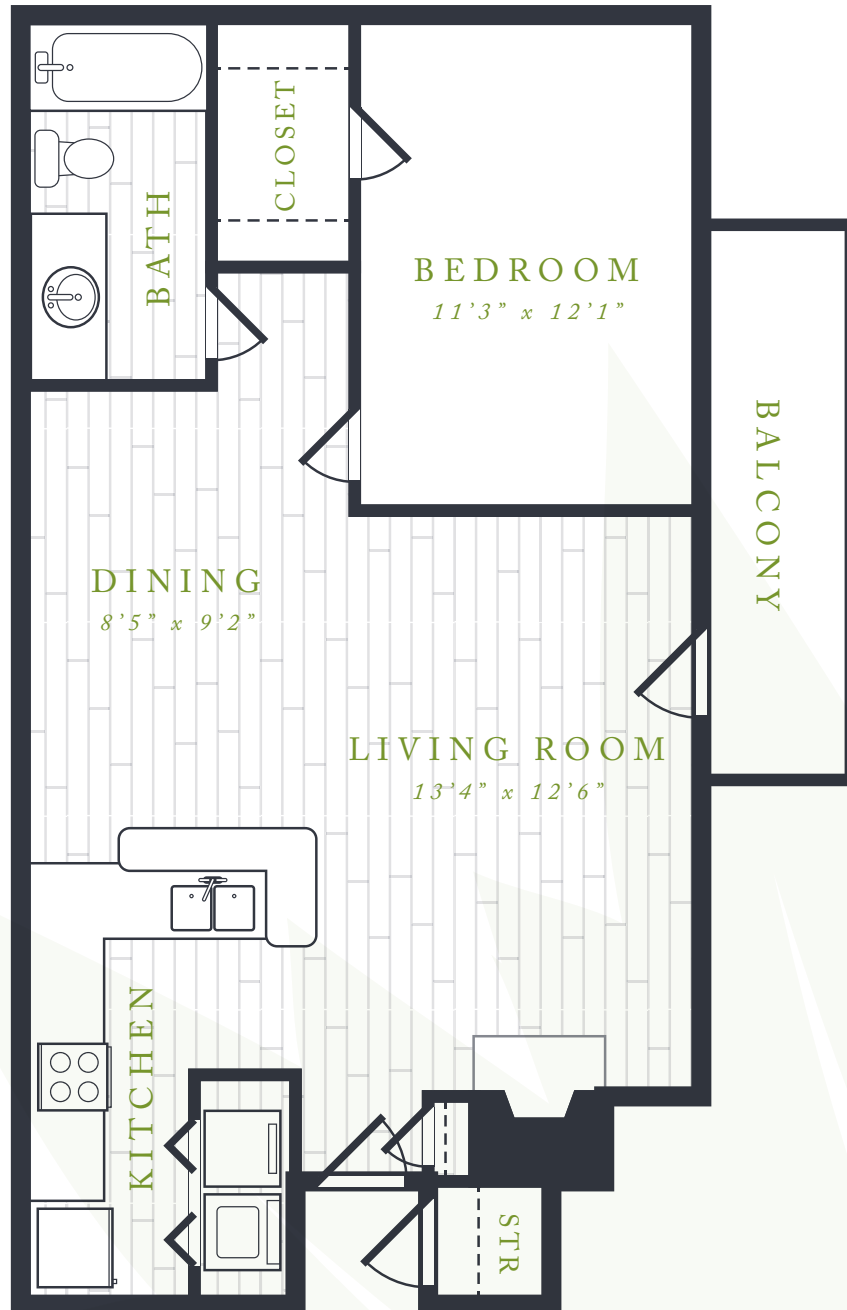 CLOSET
BATH
BEDROOM
11’3” x 12’1”
BALCONY
DINING
8’5” x 9’2”
LIVING ROOM
13’4” x 12’6”
KITCHEN
STR